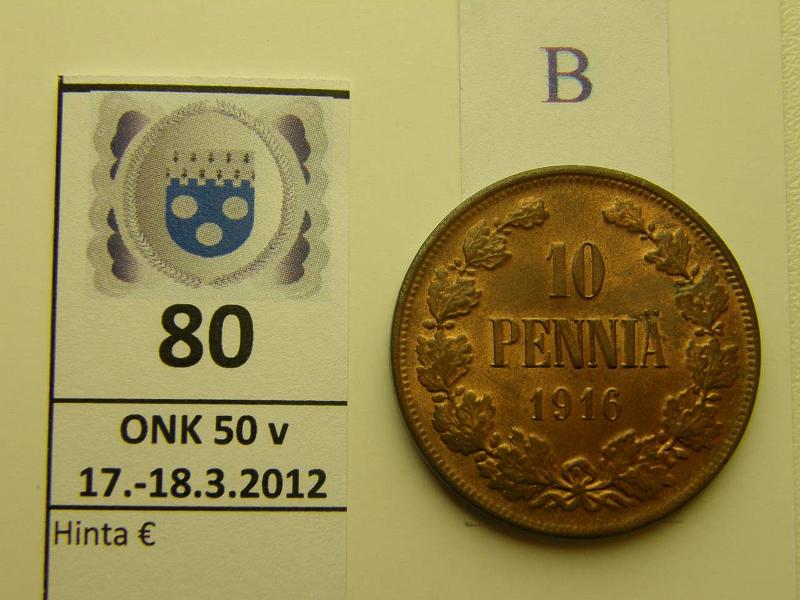 B
80
ONK 50 v
17.-18.3.2012
Hinta €
10
PENNIÄ
1916